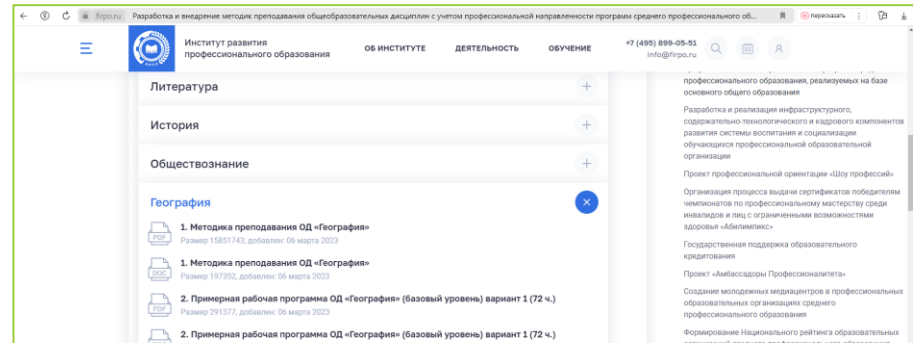 firpo.ru Разработка и внедрение методик преподавания общеобразовательных дисциплин с учетом профессиональной направленности программ среднего профессионального об...
пересказать
Институт развития
профессионального образования
ОБ ИНСТИТУТЕ
ДЕЯТЕЛЬНОСТЬ
ОБУЧЕНИЕ
+7 (495) 899-05-51
info@firpo.ru
Литература
История
Обществознание
География
PDF
1. Методика преподавания ОД «География»
Размер 15851743, добавлен: 06 марта 2023
DOC
1. Методика преподавания ОД «География»
Размер 197352, добавлен: 06 марта 2023
PDF
2. Примерная рабочая программа ОД «География» (базовый уровень) вариант 1 (72 ч.)
Размер 291377, добавлен: 06 марта 2023
2. Примерная рабочая программа ОД «География» (базовый уровень) вариант 1 (72 ч.)
профессионального образования, реализуемых на базе
основного общего образования
Разработка и реализация инфраструктурного,
содержательно-технологического и кадрового компонентов
развития системы воспитания и социализации
обучающихся профессиональной образовательной
организации
Проект профессиональной ориентации «Шоу профессий»
Организация процесса выдачи сертификатов победителям
чемпионатов по профессиональному мастерству среди
инвалидов и лиц с ограниченными возможностями
здоровья «Абилимпикс»
Государственная поддержка образовательного
кредитования
Проект «Амбассадоры Профессионалитета»
Создание молодежных медиацентров в профессиональных
образовательных организациях среднего
профессионального образования
Формирование Национального рейтинга образовательных